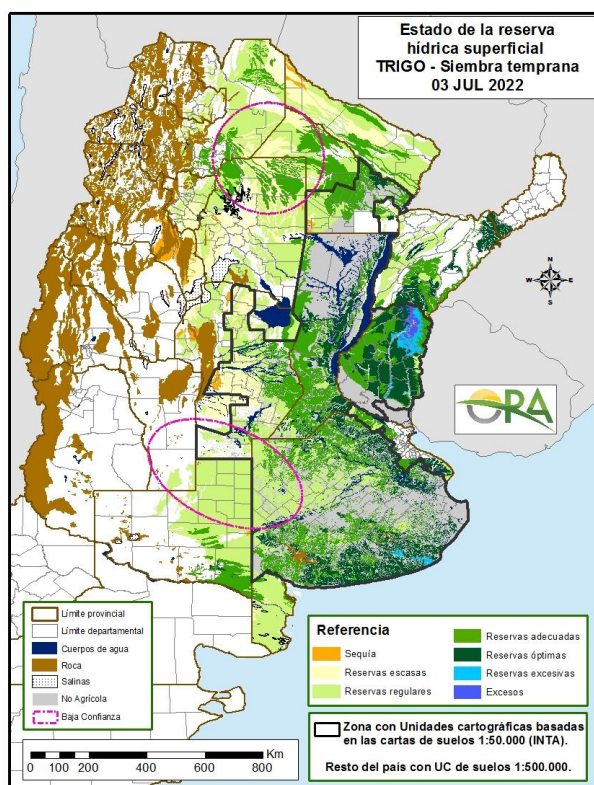 Estado de la reserva
hídrica superficial
TRIGO - Siembra temprana
03 JUL 2022
N
W
E
S
ORA
Límite provincial
Límite departamental
Cuerpos de agua
Roca
Salinas
No Agrícola
Baja Confianza
0 100 200 400 600 800 Km
Referencia
Sequía
Reservas escasas
Reservas regulares
Reservas adecuadas
Reservas óptimas
Reservas excesivas
Excesos
Zona con Unidades cartográficas basadas
en las cartas de suelos 1:50.000 (INTA).
Resto del país con UC de suelos 1:500.000.